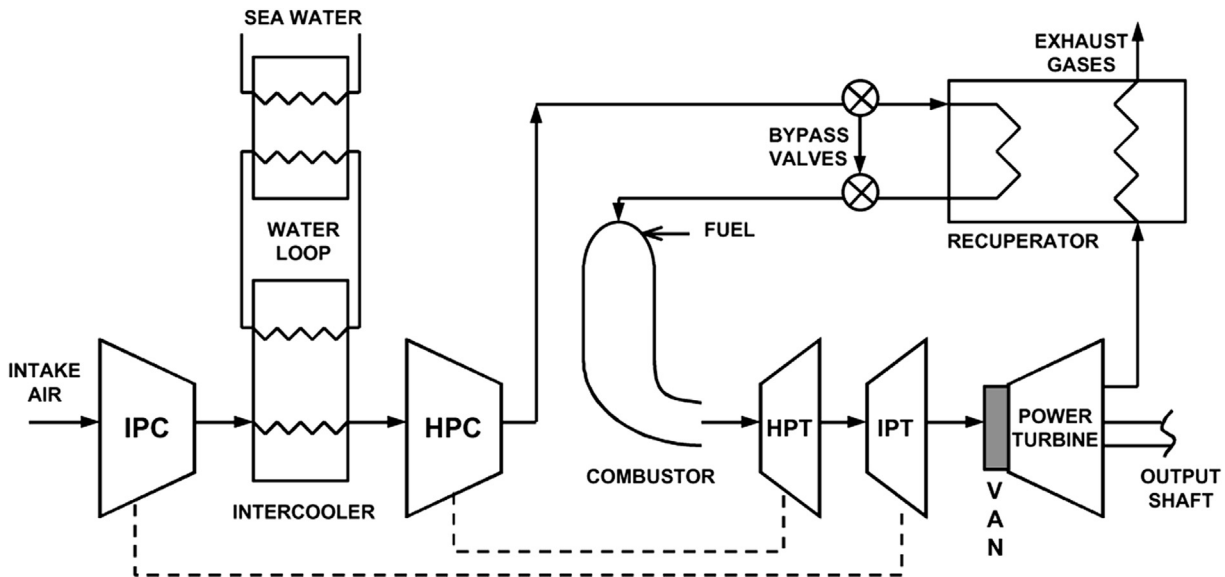 SEA WATER
EXHAUST
GASES
BYPASS
VALVES
WATER
LOOP
FUEL
RECUPERATOR
INTAKE
AIR
IPC
HPC
HPT
IPT
POWER
TURBINE
COMBUSTOR
INTERCOOLER
OUTPUT
SHAFT
V
A
N